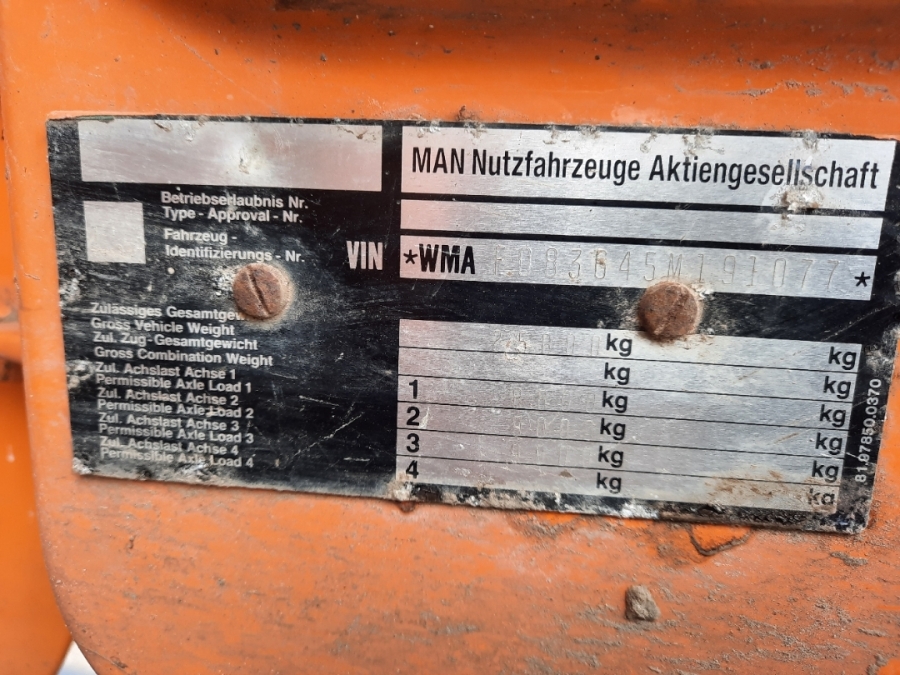 MAN Nutzfahrzeuge Aktiengesellschaft
Betriebserlaubnis Nr.
Type - Approval - Nr.
Fahrzeug -
Identifizierungs - Nr.
VIN
*WMA
*
Zulässiges
kg kg
Gross Vehicle Weight
Zul. Zug-Gesamtgewicht
kg kg
Gross Combination Weight
Zul. Achslast Achse 1
Permissible Axle Load 1
1 kg kg
Zul. Achslast Achse 2
Permissible Axle Load 2
2 kg kg
Zul. Achslast Achse 3
Permissible Axle Load 3
3 kg kg
Zul. Achslast Achse 4
Permissible Axle Load 4
4 kg kg
81.97850.0370